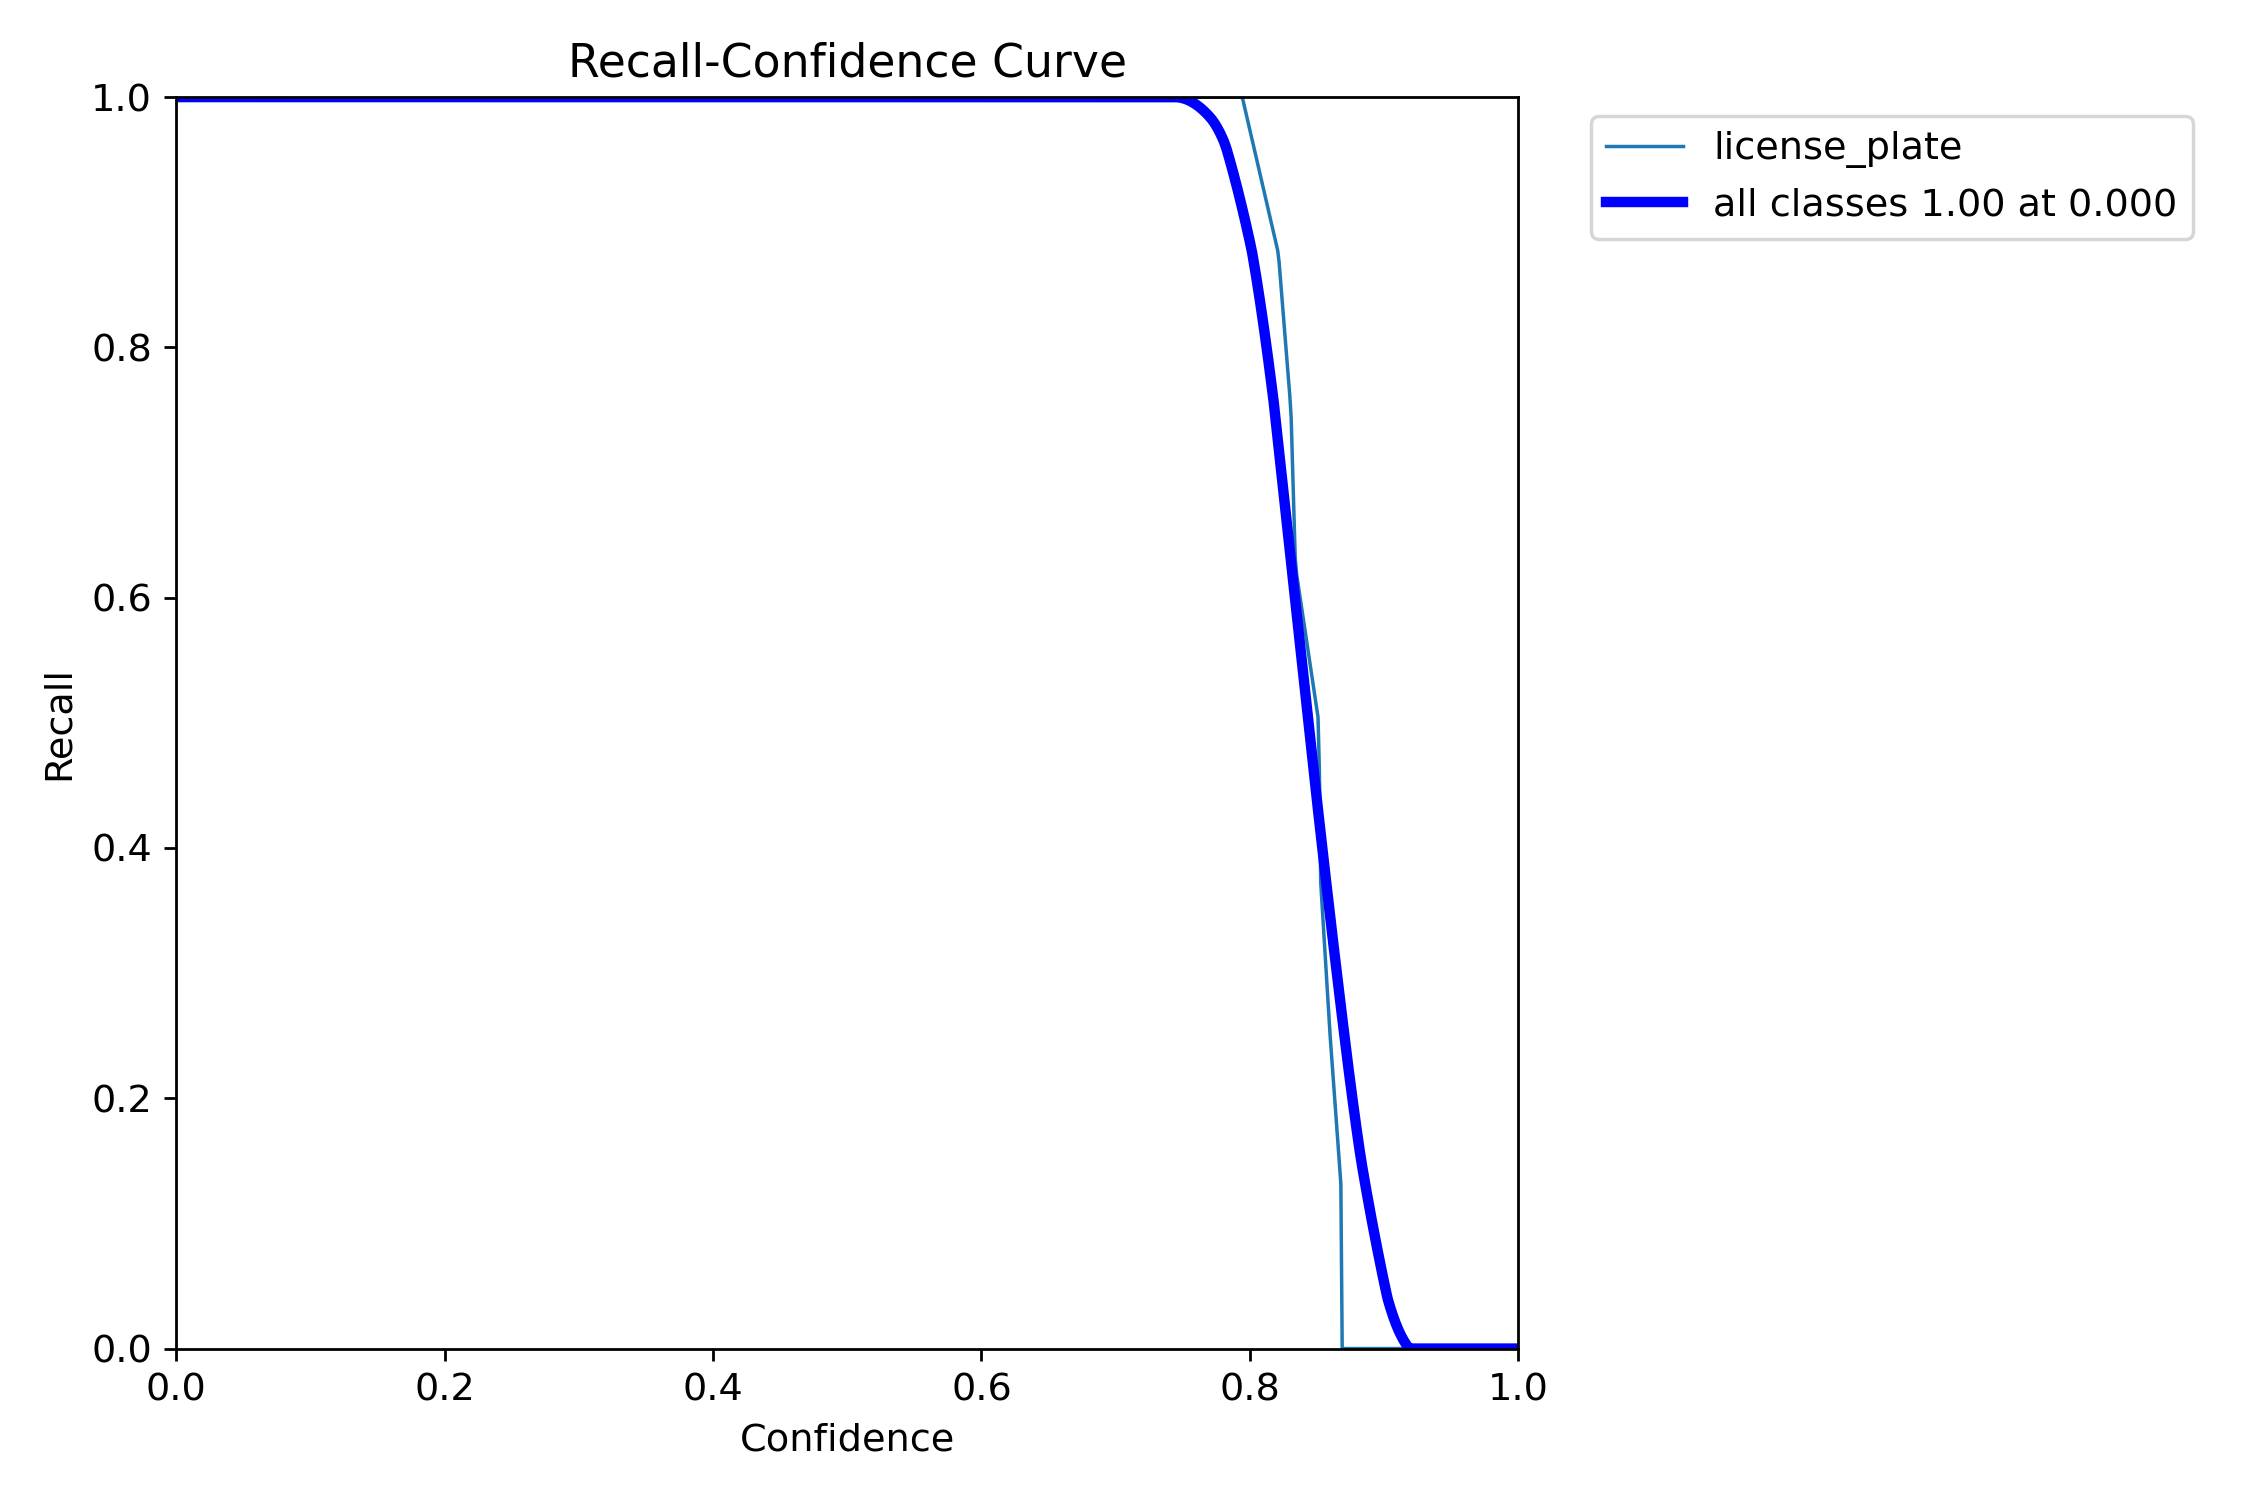 Recall-Confidence Curve
1.0
0.8
0.6
0.4
0.2
0.0
Recall
0.0 0.2 0.4 0.6 0.8 1.0
Confidence
license_plate
all classes 1.00 at 0.000